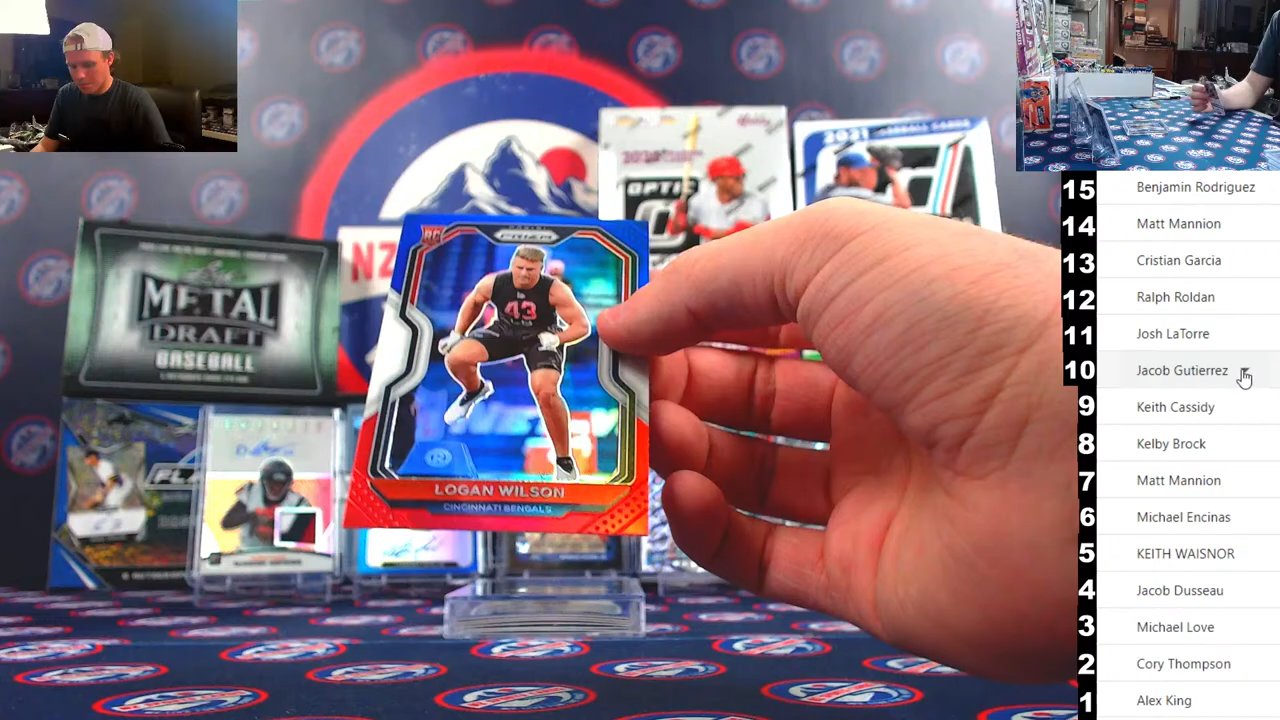 OPTIC
2021
NZ
RC
PRIZM
43
LOGAN WILSON
CINCINNATI BENGALS
Leaf
METAL
DRAFT
BASEBALL
15 Benjamin Rodriguez
14 Matt Mannion
13 Cristian Garcia
12 Ralph Roldan
11 Josh LaTorre
10 Jacob Gutierrez
9 Keith Cassidy
8 Kelby Brock
7 Matt Mannion
6 Michael Encinas
5 KEITH WAISNOR
4 Jacob Dusseau
3 Michael Love
2 Cory Thompson
1 Alex King